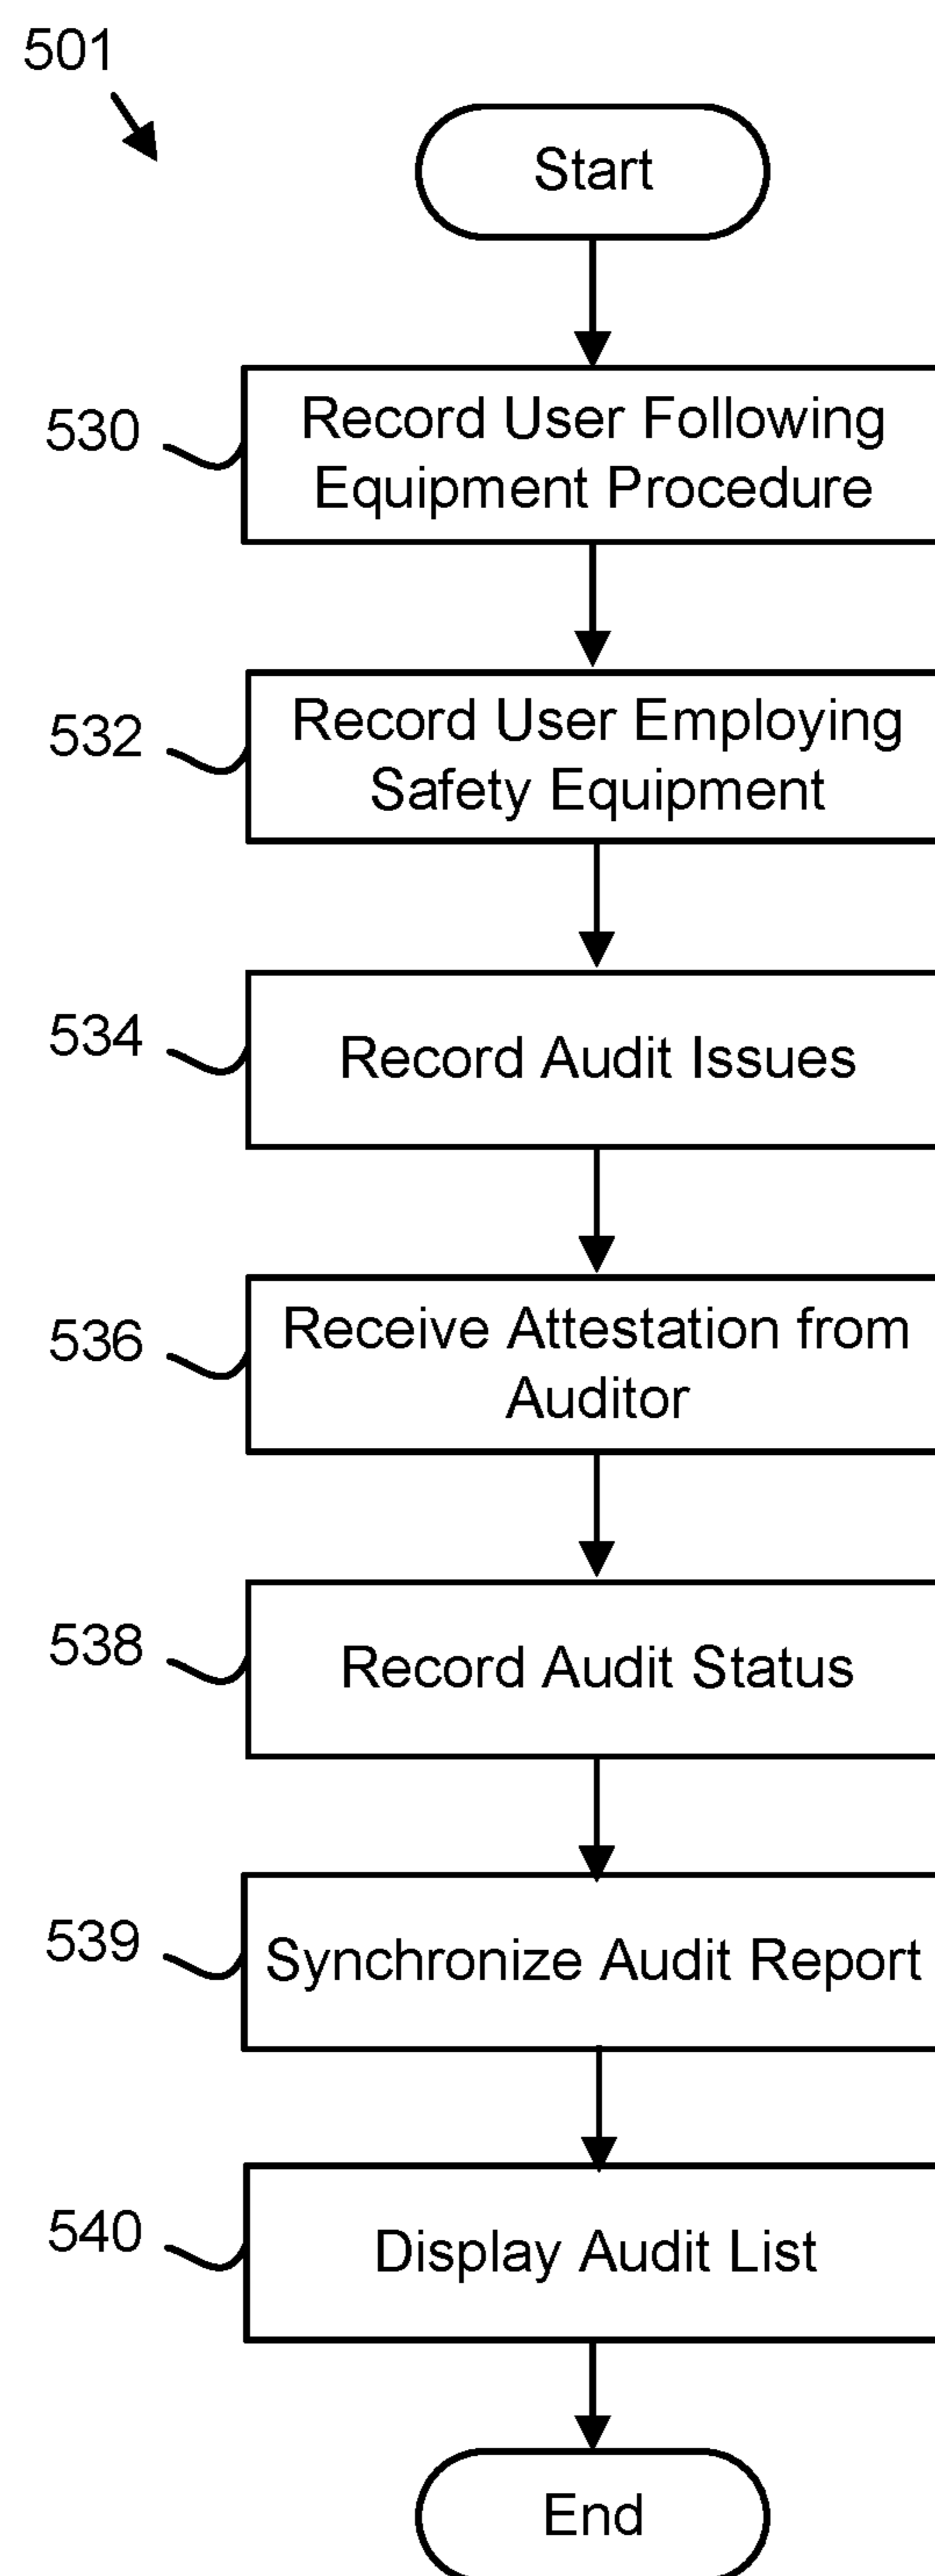 501
Start
530
Record User Following
Equipment Procedure
532
Record User Employing
Safety Equipment
534
Record Audit Issues
536
Receive Attestation from
Auditor
538
Record Audit Status
539
Synchronize Audit Report
540
Display Audit List
End